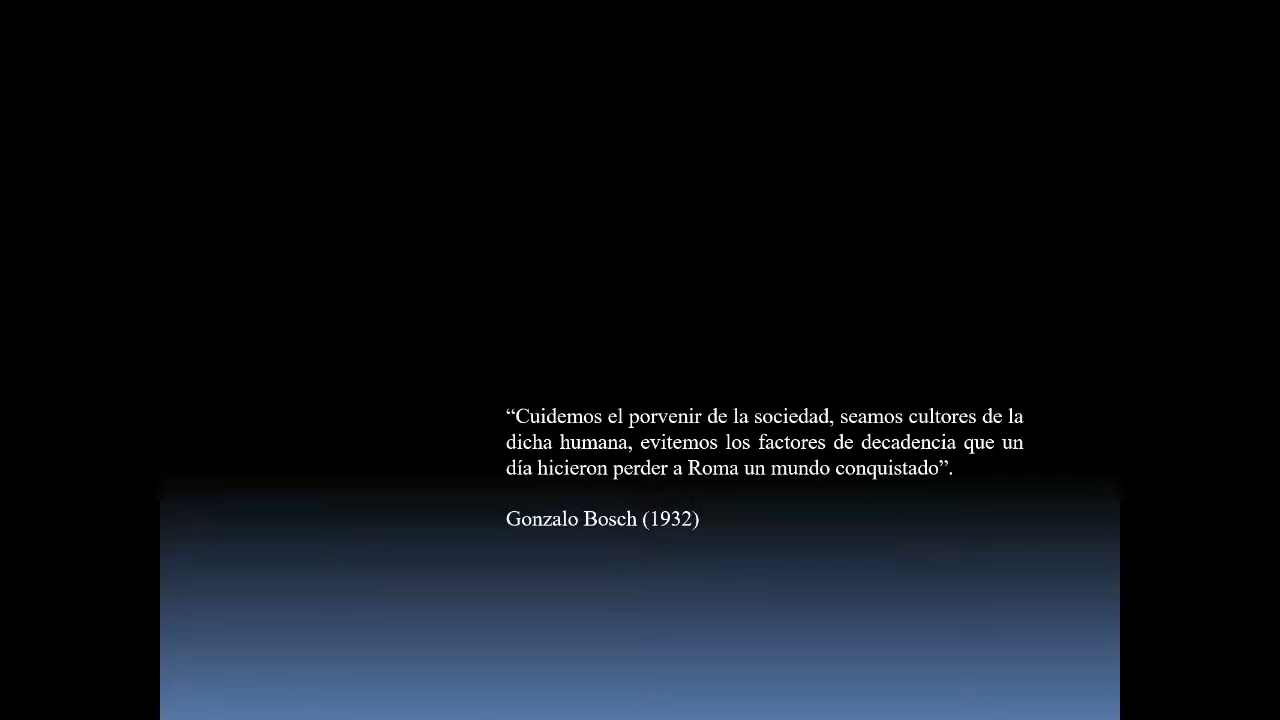 “Cuidemos el porvenir de la sociedad, seamos cultores de la
dicha humana, evitemos los factores de decadencia que un
día hicieron perder a Roma un mundo conquistado”.
Gonzalo Bosch (1932)